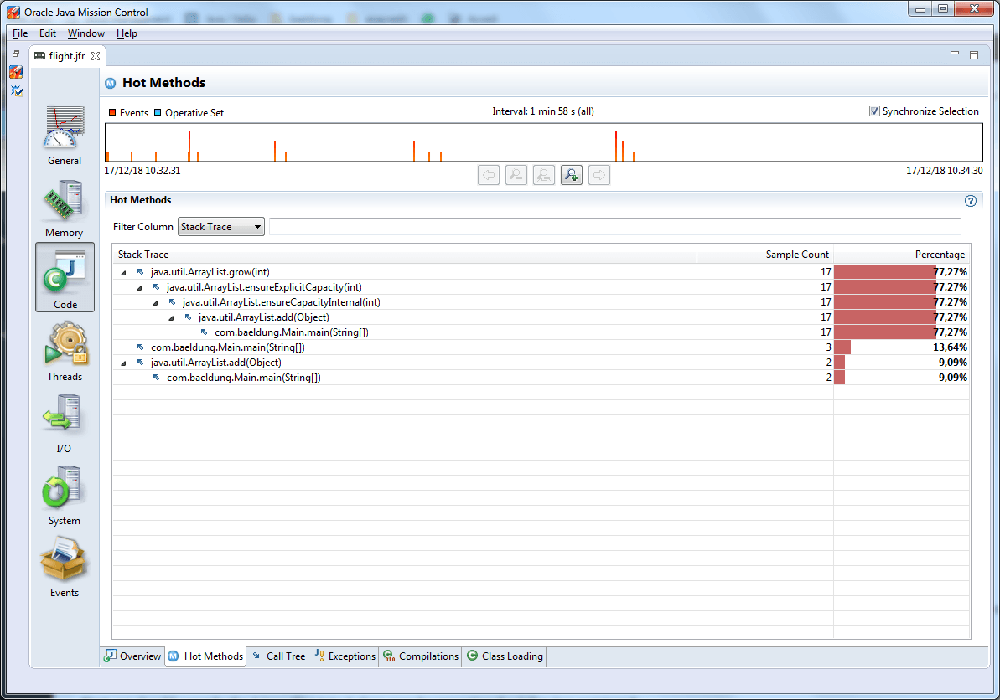 Oracle Java Mission Control
File Edit Window Help
flight.jfr
Hot Methods
Events Operative Set Interval: 1 min 58 s (all) Synchronize Selection
17/12/18 10.32.31 17/12/18 10.34.30
General
Memory
Code
Threads
I/O
System
Events
Hot Methods
Filter Column Stack Trace
Stack Trace Sample Count Percentage
java.util.ArrayList.grow(int) 17 77,27%
java.util.ArrayList.ensureExplicitCapacity(int) 17 77,27%
java.util.ArrayList.ensureCapacityInternal(int) 17 77,27%
java.util.ArrayList.add(Object) 17 77,27%
com.baeldung.Main.main(String[]) 17 77,27%
com.baeldung.Main.main(String[]) 3 13,64%
java.util.ArrayList.add(Object) 2 9,09%
com.baeldung.Main.main(String[]) 2 9,09%
Overview Hot Methods Call Tree Exceptions Compilations Class Loading